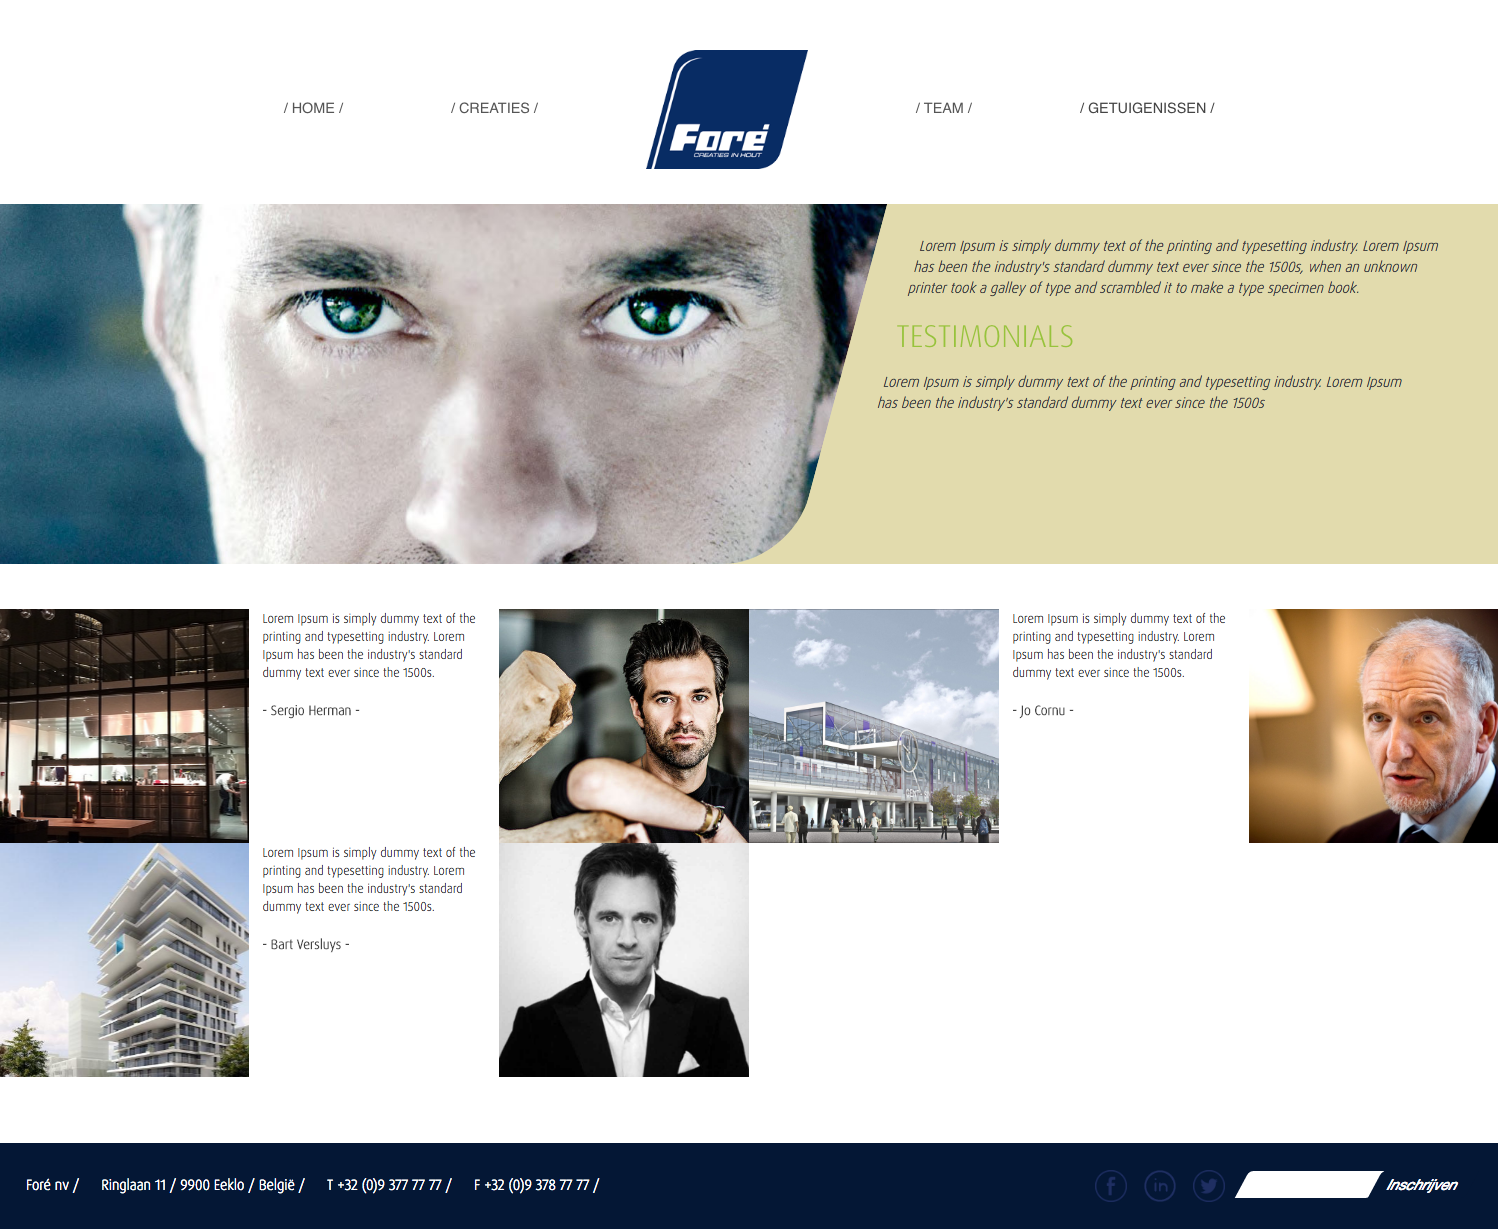 / HOME /
/ CREATIES /
Foré
CREATIES IN HOUT
/ TEAM /
/ GETUIGENISSEN /
Lorem Ipsum is simply dummy text of the printing and typesetting industry. Lorem Ipsum
has been the industry's standard dummy text ever since the 1500s, when an unknown
printer took a galley of type and scrambled it to make a type specimen book.
TESTIMONIALS
Lorem Ipsum is simply dummy text of the printing and typesetting industry. Lorem Ipsum
has been the industry's standard dummy text ever since the 1500s
Lorem Ipsum is simply dummy text of the
printing and typesetting industry. Lorem
Ipsum has been the industry's standard
dummy text ever since the 1500s.
- Sergio Herman -
Lorem Ipsum is simply dummy text of the
printing and typesetting industry. Lorem
Ipsum has been the industry's standard
dummy text ever since the 1500s.
- Jo Cornu -
Lorem Ipsum is simply dummy text of the
printing and typesetting industry. Lorem
Ipsum has been the industry's standard
dummy text ever since the 1500s.
- Bart Versluys -
Foré nv / Ringlaan 11 / 9900 Eeklo / België / T +32 (0)9 377 77 77 / F +32 (0)9 378 77 77 /
f
in
Inschrijven